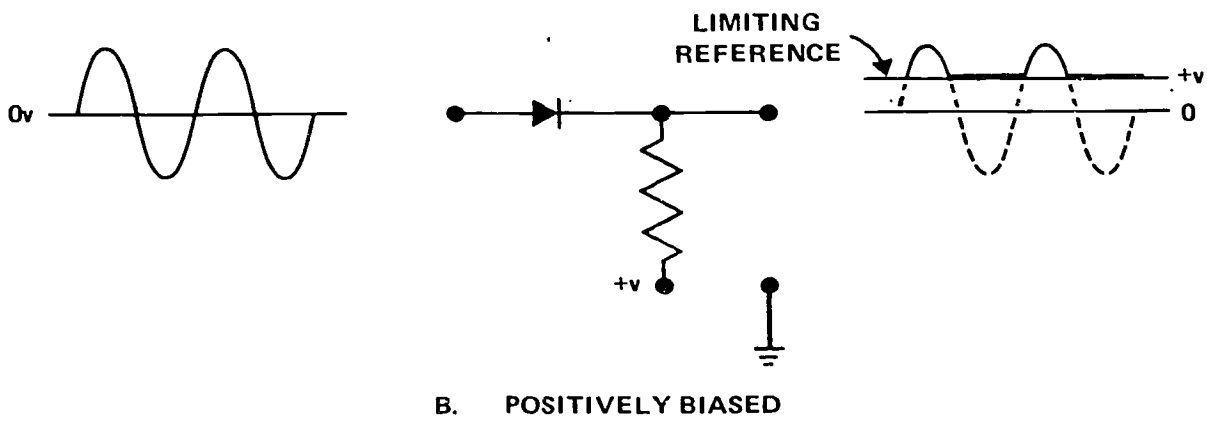 LIMITING
REFERENCE
0v
+v
0
+v
B. POSITIVELY BIASED